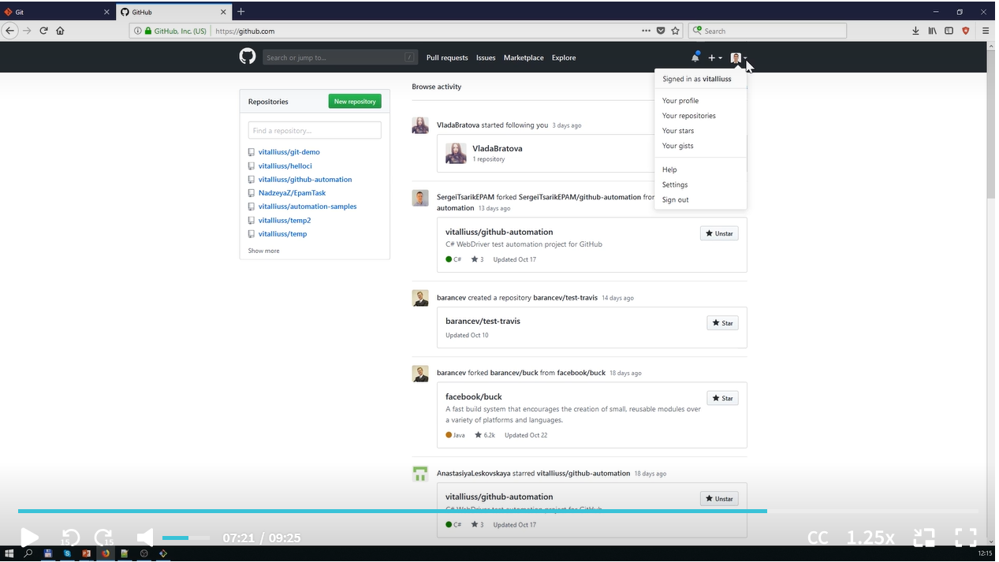 Git
GitHub
GitHub, Inc. (US)
https://github.com
Search
Search or jump to...
/
Pull requests
Issues
Marketplace
Explore
Signed in as vitalliuss
Your profile
Your repositories
Your stars
Your gists
Help
Settings
Sign out
Repositories
New repository
Find a repository...
vitalliuss/git-demo
vitalliuss/helloci
vitalliuss/github-automation
NadzeyaZ/EpamTask
vitalliuss/automation-samples
vitalliuss/temp2
vitalliuss/temp
Show more
Browse activity
VladaBratova started following you 3 days ago
VladaBratova
1 repository
SergeiTsarikEPAM forked SergeiTsarikEPAM/github-automation from
automation 13 days ago
vitalliuss/github-automation
Unstar
C# WebDriver test automation project for GitHub
C# 3 Updated Oct 17
barancev created a repository barancev/test-travis 14 days ago
barancev/test-travis
Star
Updated Oct 10
barancev forked barancev/buck from facebook/buck 18 days ago
facebook/buck
Star
A fast build system that encourages the creation of small, reusable modules over
a variety of platforms and languages.
Java 6.2k Updated Oct 22
AnastasiyaLeskovskaya starred vitalliuss/github-automation 18 days ago
vitalliuss/github-automation
Unstar
C# WebDriver test automation project for GitHub
C# 3 Updated Oct 17
15
15
07:21 / 09:25
CC
1.25x
12:15